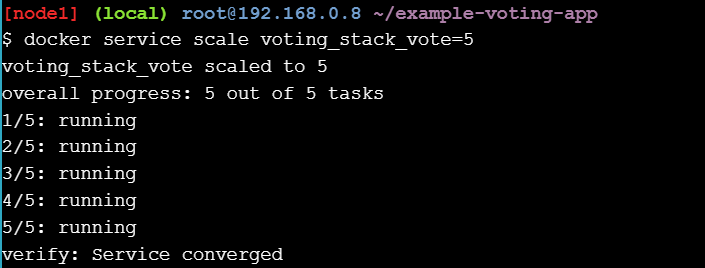 [node1] (local) root@192.168.0.8 ~/example-voting-app
$ docker service scale voting_stack_vote=5
voting_stack_vote scaled to 5
overall progress: 5 out of 5 tasks
1/5: running
2/5: running
3/5: running
4/5: running
5/5: running
verify: Service converged